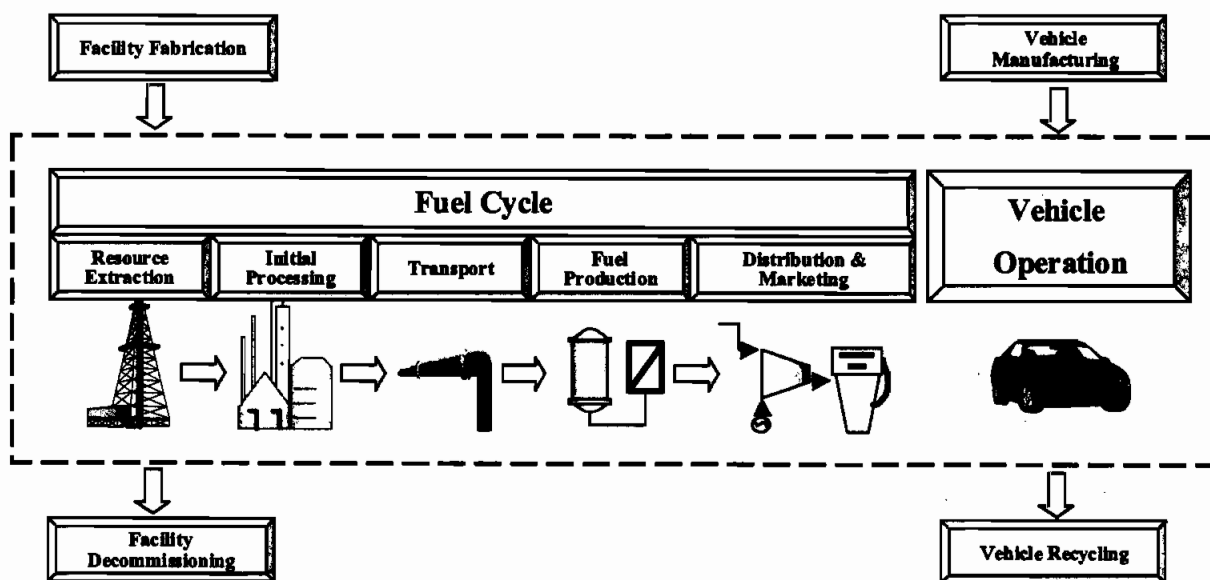 Facility Fabrication
Vehicle
Manufacturing
Fuel Cycle
Vehicle
Operation
Resource
Extraction
Initial
Processing
Transport
Fuel
Production
Distribution &
Marketing
Facility
Decommissioning
Vehicle Recycling